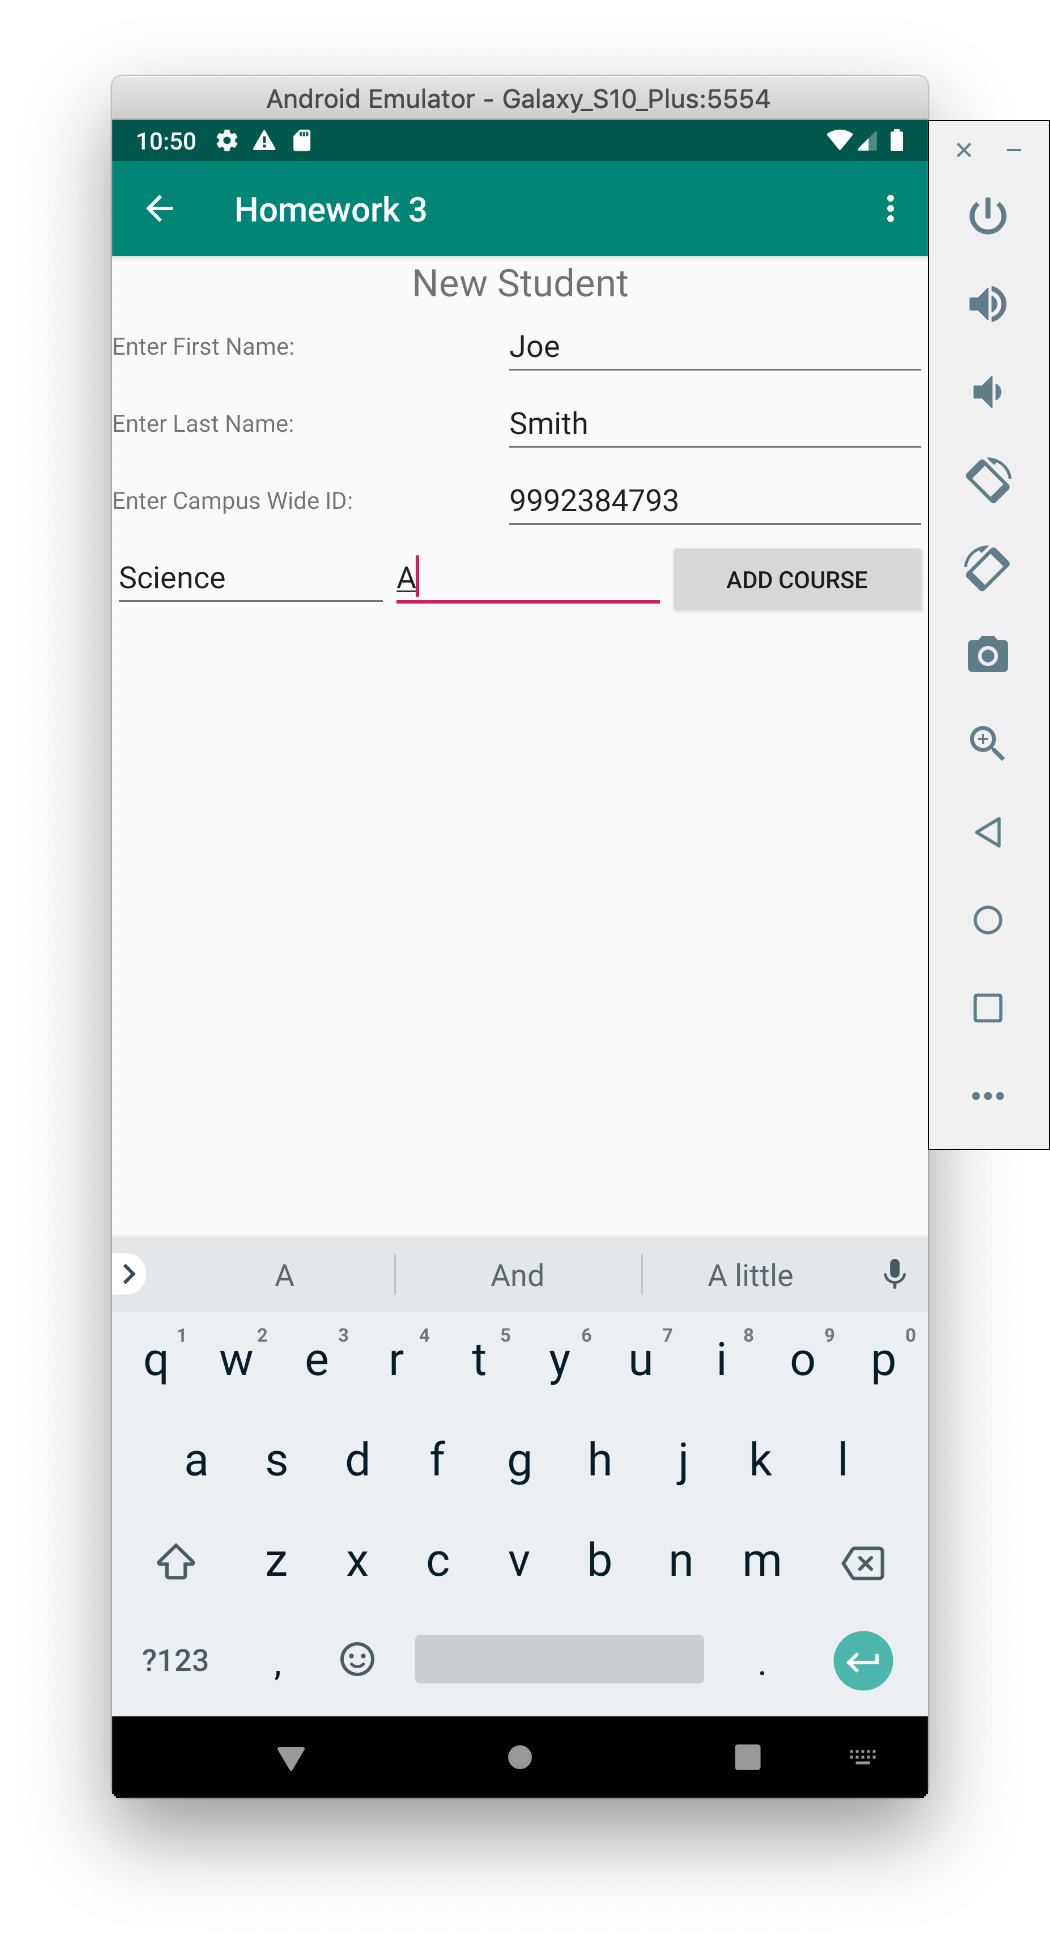 Android Emulator - Galaxy_S10_Plus:5554
10:50
Homework 3
New Student
Enter First Name: Joe
Enter Last Name: Smith
Enter Campus Wide ID: 9992384793
Science A ADD COURSE
A And A little
1 2 3 4 5 6 7 8 9 0
q w e r t y u i o p
a s d f g h j k l
z x c v b n m
?123 , .